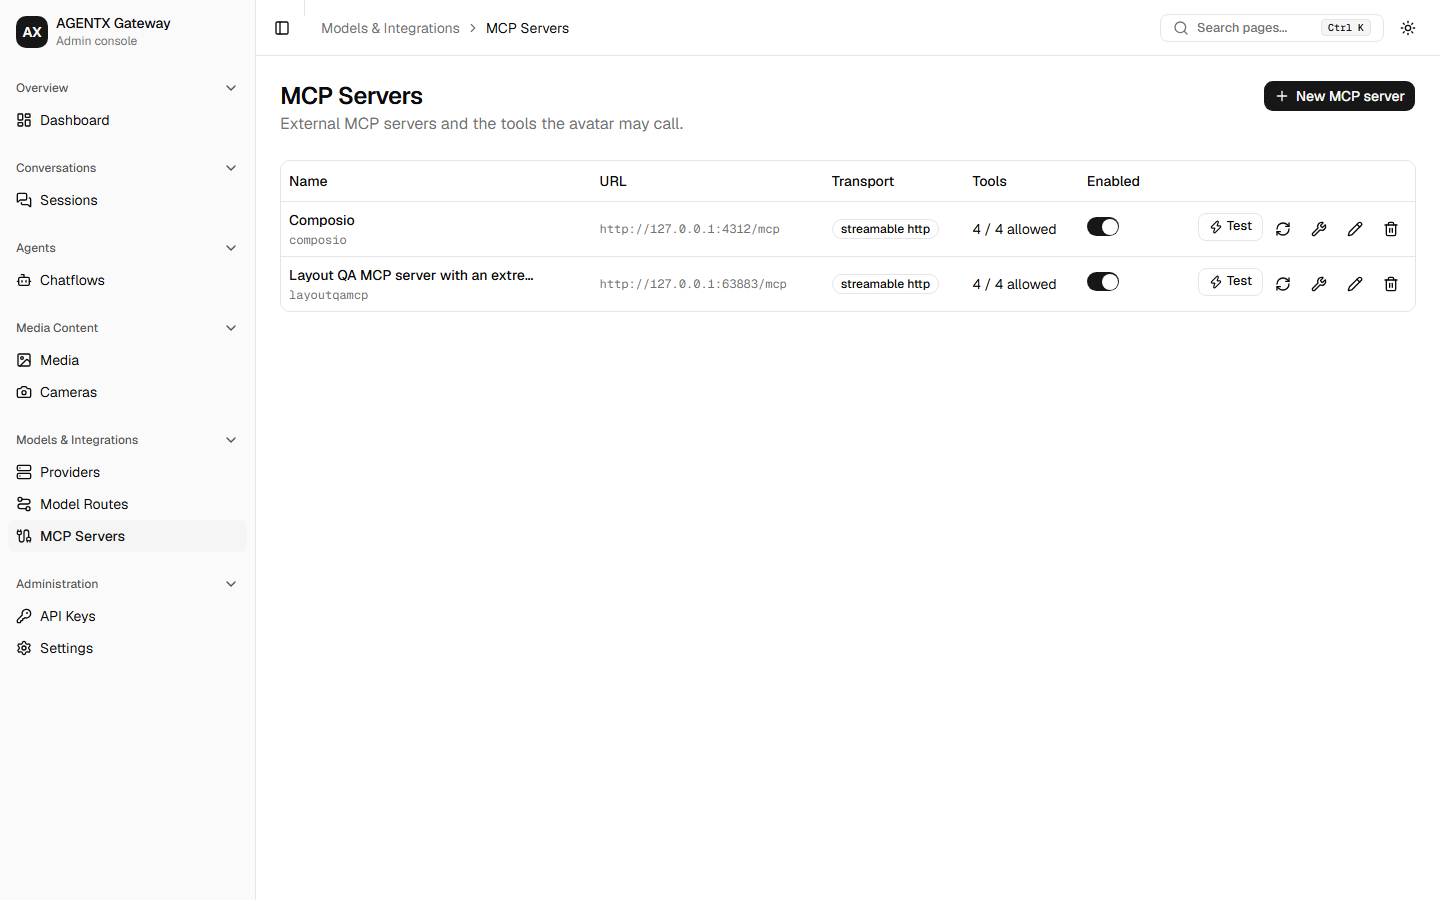 AX
AGENTX Gateway
Admin console
Overview
Dashboard
Conversations
Sessions
Agents
Chatflows
Media Content
Media
Cameras
Models & Integrations
Providers
Model Routes
MCP Servers
Administration
API Keys
Settings
Models & Integrations > MCP Servers
Search pages... Ctrl K
MCP Servers
External MCP servers and the tools the avatar may call.
New MCP server
Name URL Transport Tools Enabled
Composio
composio
http://127.0.0.1:4312/mcp streamable http 4 / 4 allowed Test
Layout QA MCP server with an extre...
layoutqamcp
http://127.0.0.1:63883/mcp streamable http 4 / 4 allowed Test